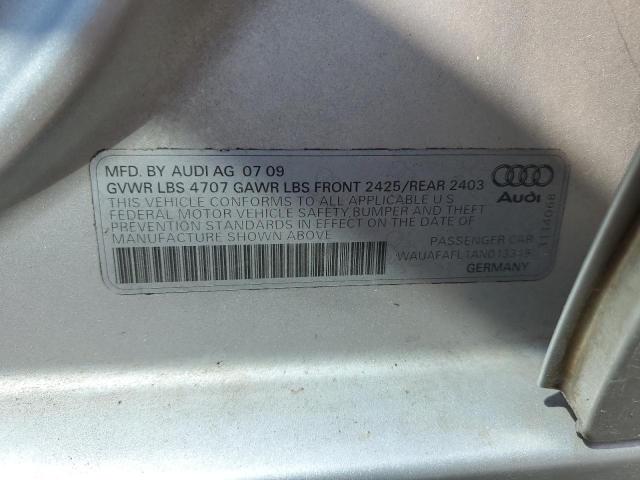 MFD. BY AUDI AG 07 09
GVWR LBS 4707 GAWR LBS FRONT 2425/REAR 2403
THIS VEHICLE CONFORMS TO ALL APPLICABLE U S
FEDERAL MOTOR VEHICLE SAFETY, BUMPER AND THEFT
PREVENTION STANDARDS IN EFFECT ON THE DATE OF
MANUFACTURE SHOWN ABOVE
PASSENGER CAR
WAUAFAFL1AN013319
GERMANY
Audi
1114068